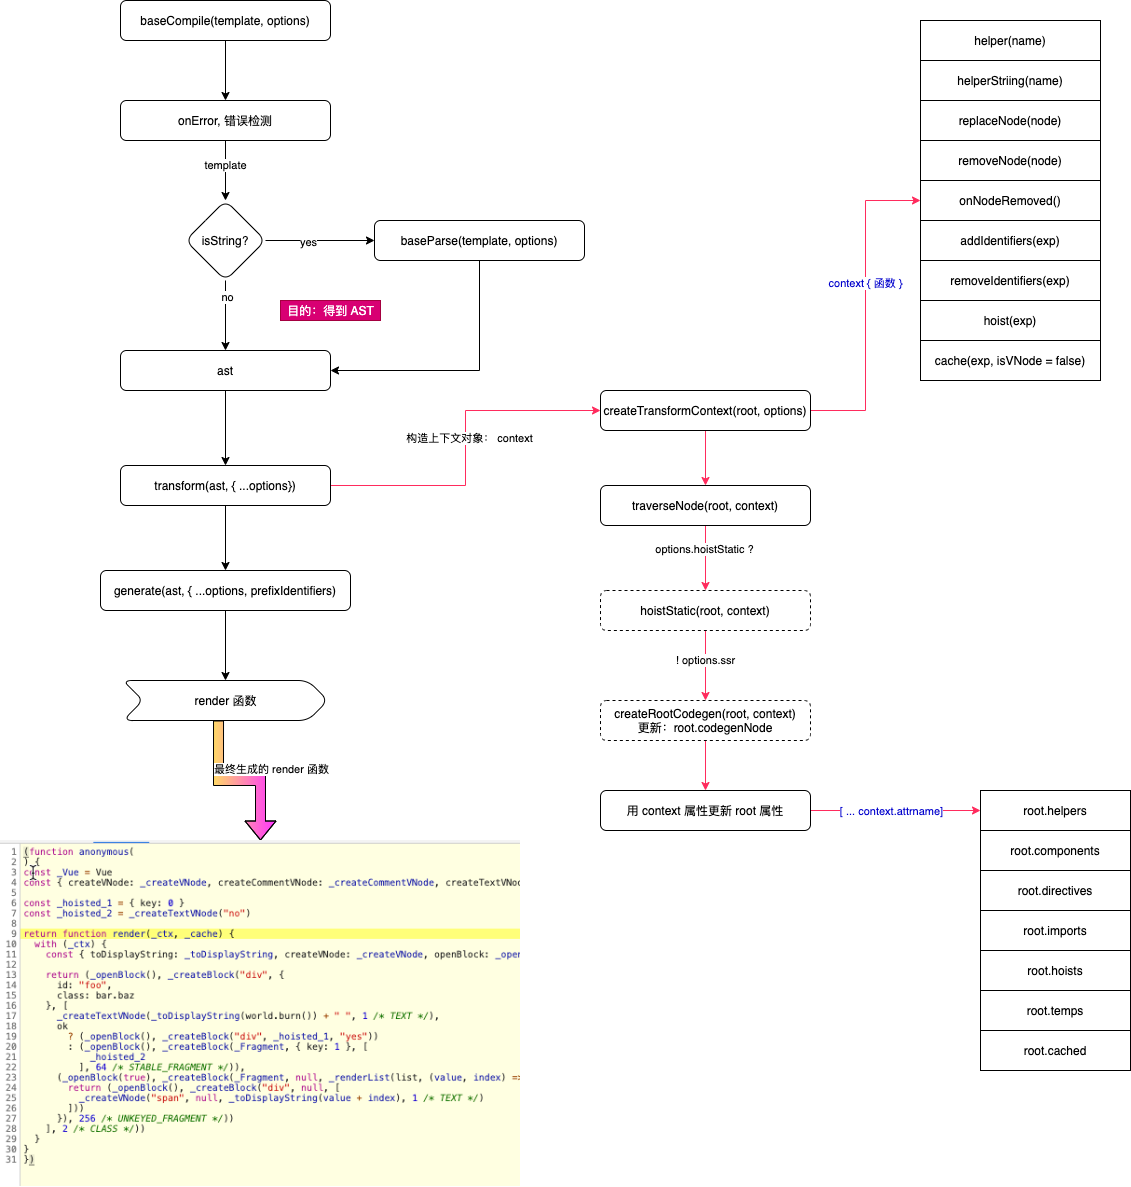 baseCompile(template, options)
onError, 错误检测
template
isString?
yes
baseParse(template, options)
no
目的：得到 AST
ast
transform(ast, { ...options})
generate(ast, { ...options, prefixIdentifiers)
render 函数
最终生成的 render 函数
构造上下文对象： context
createTransformContext(root, options)
traverseNode(root, context)
options.hoistStatic ?
hoistStatic(root, context)
! options.ssr
createRootCodegen(root, context)
更新：root.codegenNode
用 context 属性更新 root 属性
context { 函数 }
helper(name)
helperStriing(name)
replaceNode(node)
removeNode(node)
onNodeRemoved()
addIdentifiers(exp)
removeIdentifiers(exp)
hoist(exp)
cache(exp, isVNode = false)
[ ... context.attrname]
root.helpers
root.components
root.directives
root.imports
root.hoists
root.temps
root.cached
1 (function anonymous(
2 ) {
3 const _Vue = Vue
4 const { createVNode: _createVNode, createCommentVNode: _createCommentVNode, createTextVNo
5
6 const _hoisted_1 = { key: 0 }
7 const _hoisted_2 = _createTextVNode("no")
8
9 return function render(_ctx, _cache) {
10 with (_ctx) {
11 const { toDisplayString: _toDisplayString, createVNode: _createVNode, openBlock: _oper
12
13 return (_openBlock(), _createBlock("div", {
14 id: "foo",
15 class: bar.baz
16 }, [
17 _createTextVNode(_toDisplayString(world.burn()) + " ", 1 /* TEXT */),
18 ok
19 ? (_openBlock(), _createBlock("div", _hoisted_1, "yes"))
20 : (_openBlock(), _createBlock(_Fragment, { key: 1 }, [
21 _hoisted_2
22 ], 64 /* STABLE_FRAGMENT */)),
23 (_openBlock(true), _createBlock(_Fragment, null, _renderList(list, (value, index) =>
24 return (_openBlock(), _createBlock("div", null, [
25 _createVNode("span", null, _toDisplayString(value + index), 1 /* TEXT */)
26 ]))
27 }), 256 /* UNKEYED_FRAGMENT */))
28 ], 2 /* CLASS */))
29 }
30 }
31 })